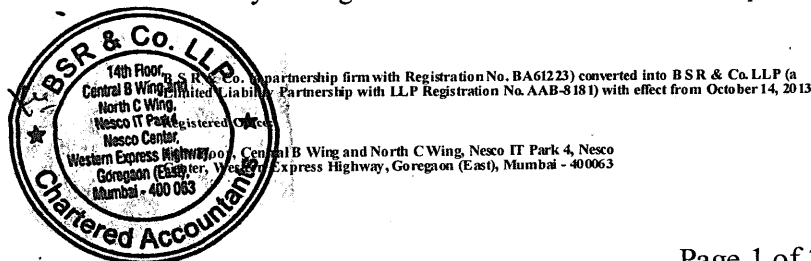 BSR & Co. LLP
14th Floor,
Central B Wing and
North C Wing,
Nesco IT Park 4,
Nesco Center,
Western Express Highway,
Goregaon (East),
Mumbai - 400 063
Chartered Accountants
B S R & Co. (a partnership firm with Registration No. BA61223) converted into B S R & Co. LLP (a
Limited Liability Partnership with LLP Registration No. AAB-8181) with effect from October 14, 2013
Registered Office:
Floor, Central B Wing and North C Wing, Nesco IT Park 4, Nesco
Center, Western Express Highway, Goregaon (East), Mumbai - 400063
Page 1 of